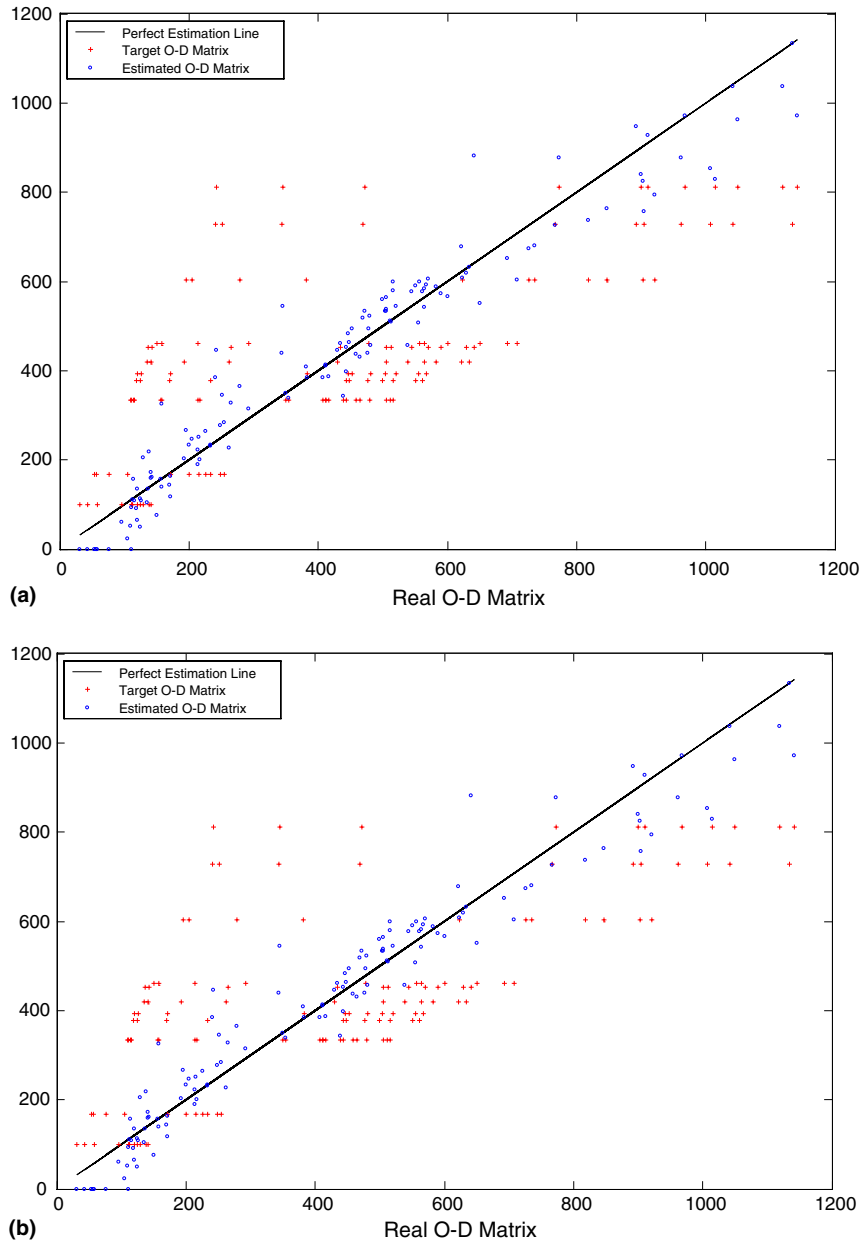 1200
1000
800
600
400
200
0
Perfect Estimation Line
Target O-D Matrix
Estimated O-D Matrix
0 200 400 600 800 1000 1200
(a)
Real O-D Matrix
1200
1000
800
600
400
200
0
Perfect Estimation Line
Target O-D Matrix
Estimated O-D Matrix
0 200 400 600 800 1000 1200
(b)
Real O-D Matrix